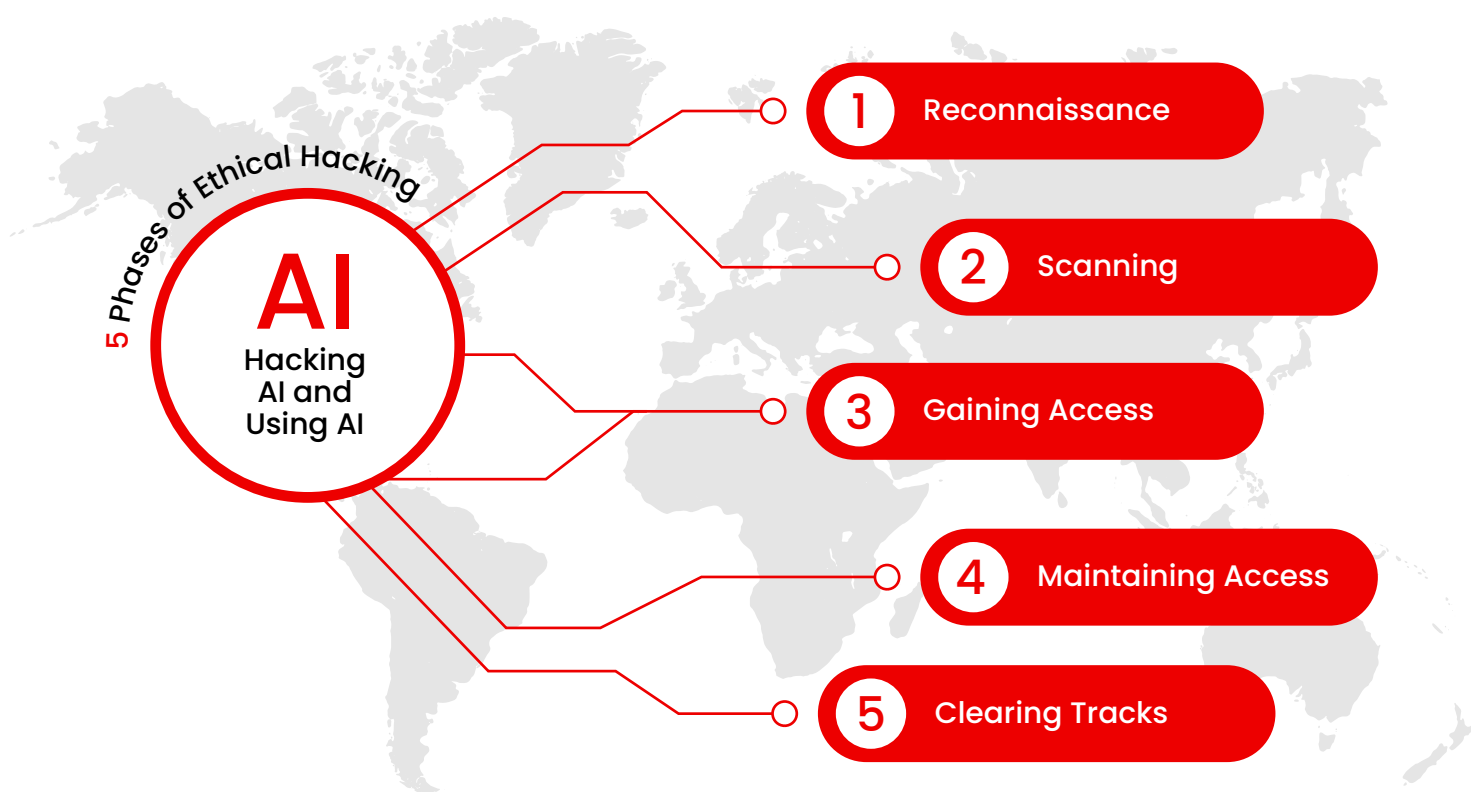 5 Phases of Ethical Hacking
AI
Hacking
AI and
Using AI
1 Reconnaissance
2 Scanning
3 Gaining Access
4 Maintaining Access
5 Clearing Tracks